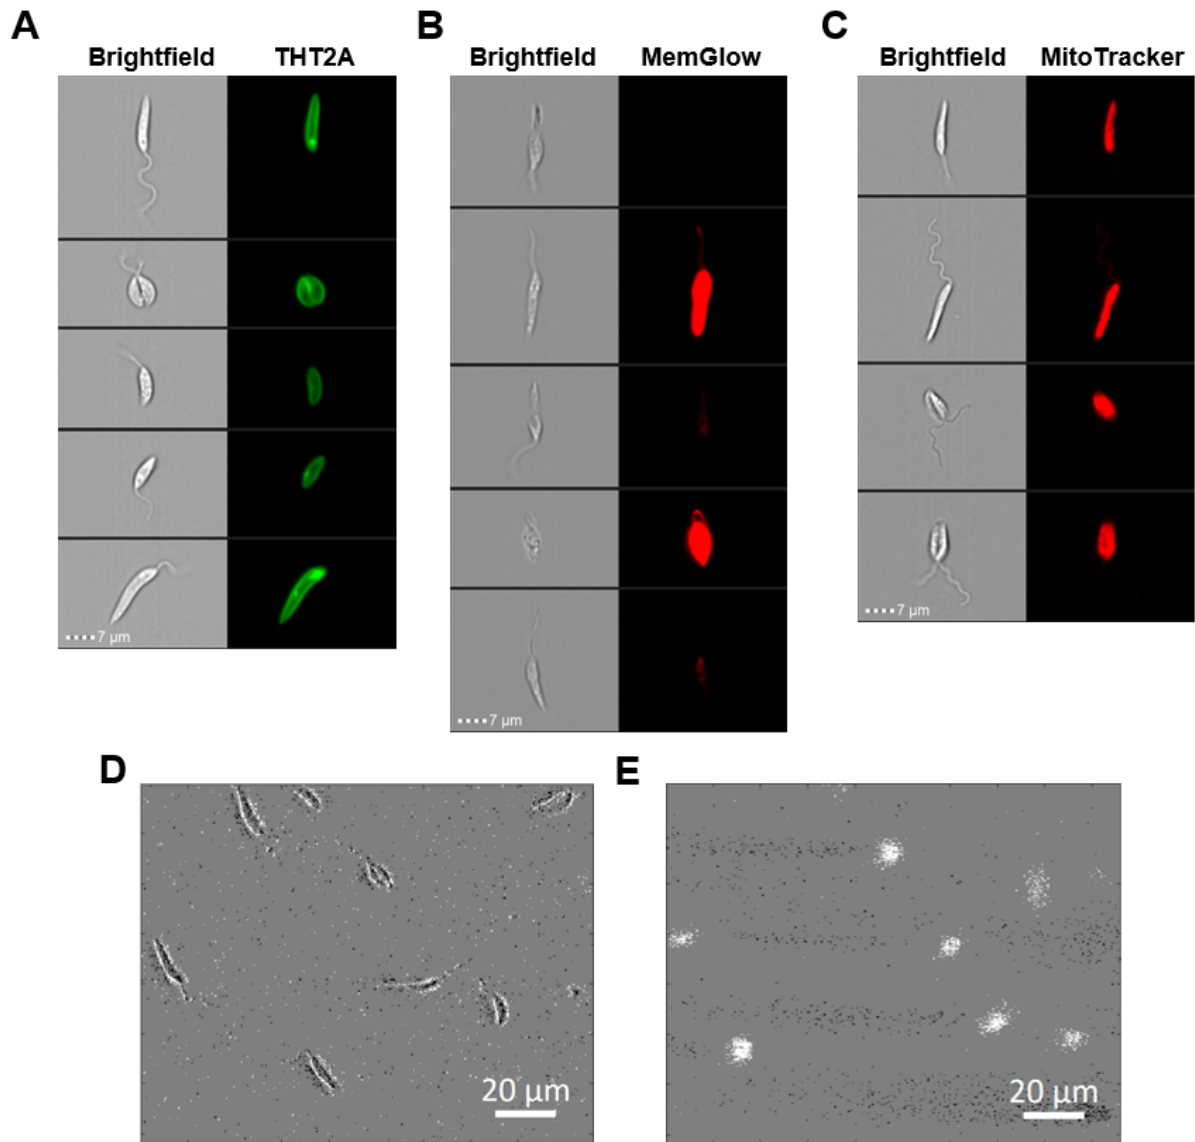 A
Brightfield THT2A
7 µm
B
Brightfield MemGlow
7 µm
C
Brightfield MitoTracker
7 µm
D
20 µm
E
20 µm